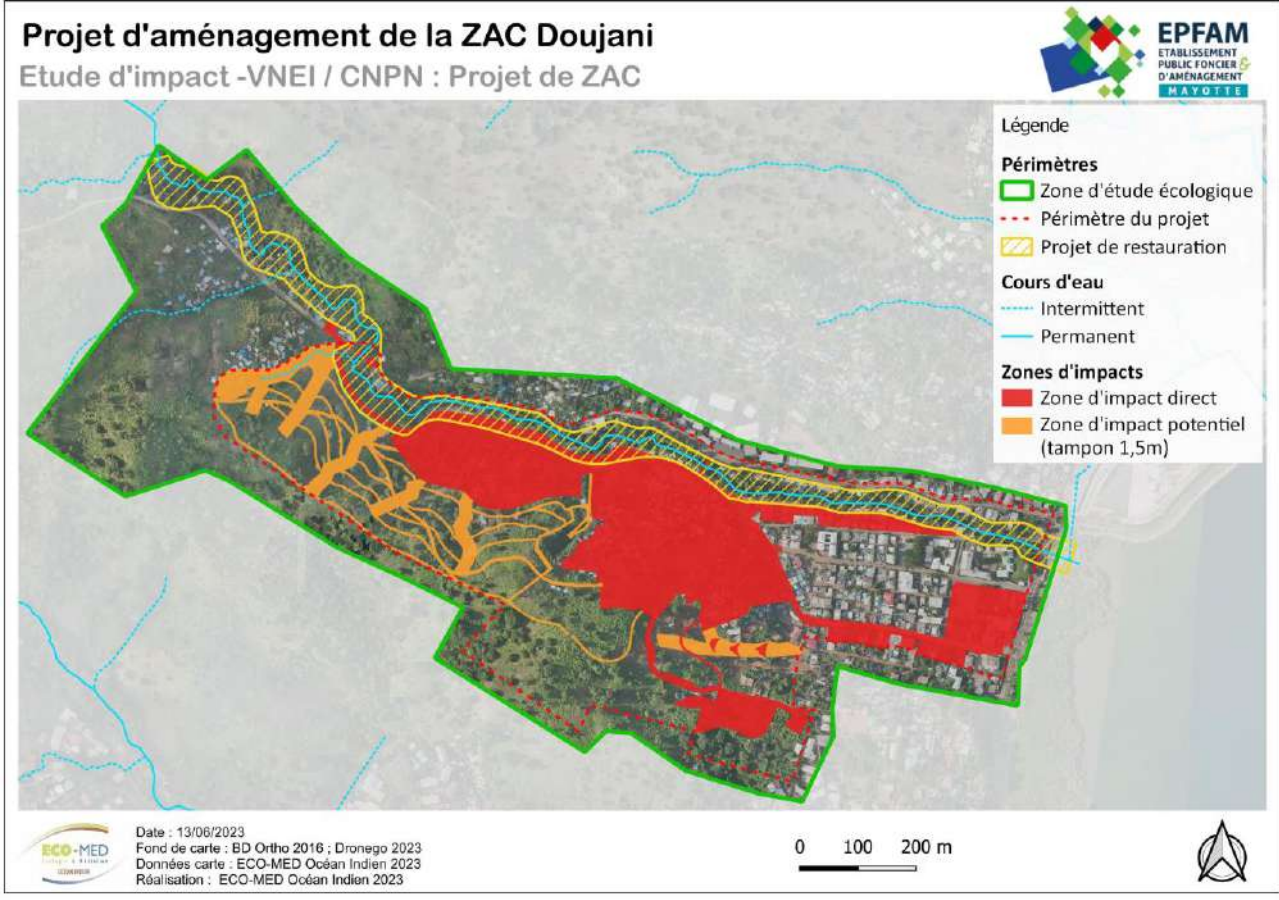 Projet d'aménagement de la ZAC Doujani
Etude d'impact -VNEI / CNPN : Projet de ZAC
EPFAM
ETABLISSEMENT
PUBLIC FONCIER &
D'AMÉNAGEMENT
MAYOTTE
Légende
Périmètres
Zone d'étude écologique
Périmètre du projet
Projet de restauration
Cours d'eau
Intermittent
Permanent
Zones d'impacts
Zone d'impact direct
Zone d'impact potentiel
(tampon 1,5m)
ECO-MED
Date : 13/06/2023
Fond de carte : BD Ortho 2016 ; Dronego 2023
Données carte : ECO-MED Océan Indien 2023
Réalisation : ECO-MED Océan Indien 2023
0 100 200 m